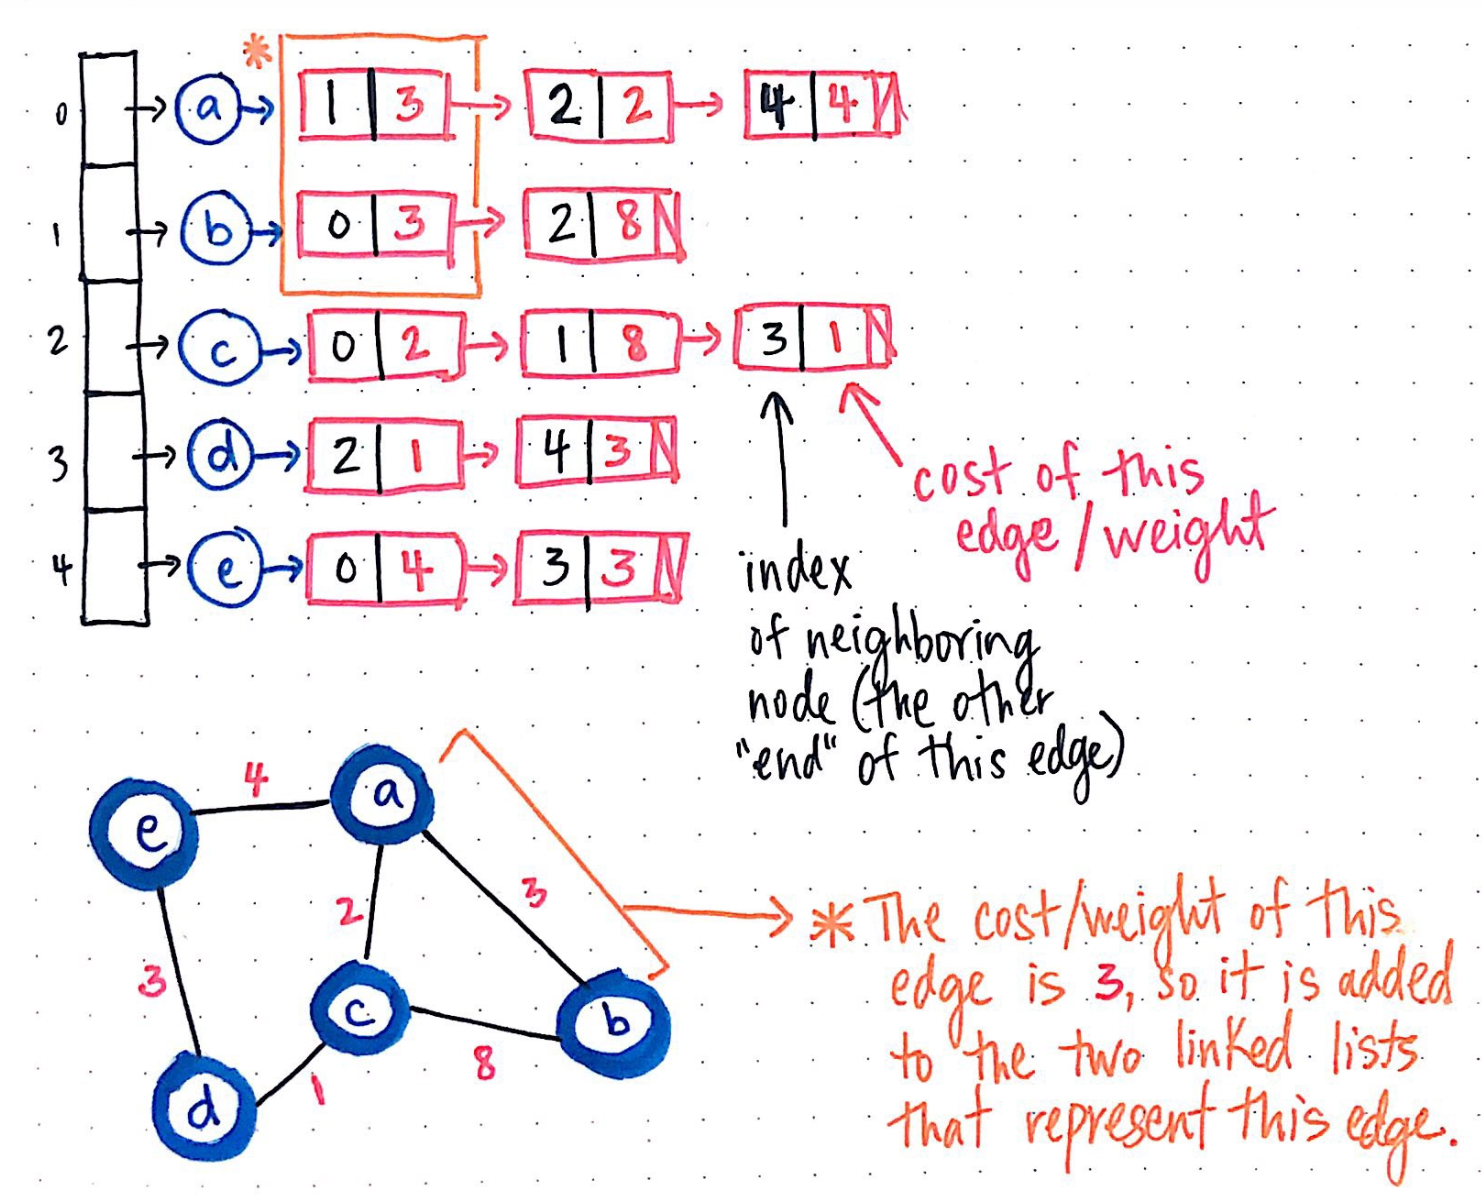 *
0 a 1 3 2 2 4 4
1 b 0 3 2 8
2 c 0 2 1 8 3 1
3 d 2 1 4 3
4 e 0 4 3 3
cost of this
edge/weight
index
of neighboring
node (the other
"end" of this edge)
4
e
a
3
2
3
c
b
8
1
d
* The cost/weight of this
edge is 3, so it is added
to the two linked lists
that represent this edge.